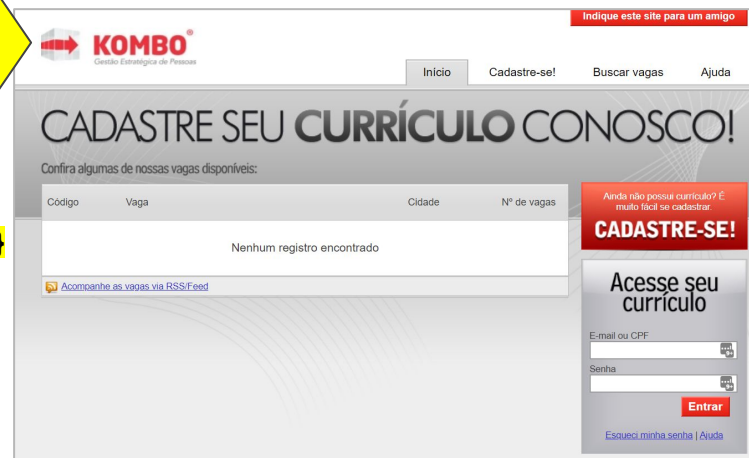 Indique este site para um amigo
KOMBO®
Gestão Estratégica de Pessoas
Início Cadastre-se! Buscar vagas Ajuda
CADASTRE SEU CURRÍCULO CONOSCO!
Confira algumas de nossas vagas disponíveis:
Código Vaga Cidade Nº de vagas
Nenhum registro encontrado
Acompanhe as vagas via RSS/Feed
Ainda não possui currículo? É
muito fácil se cadastrar.
CADASTRE-SE!
Acesse seu
currículo
E-mail ou CPF
Senha
Entrar
Esqueci minha senha | Ajuda